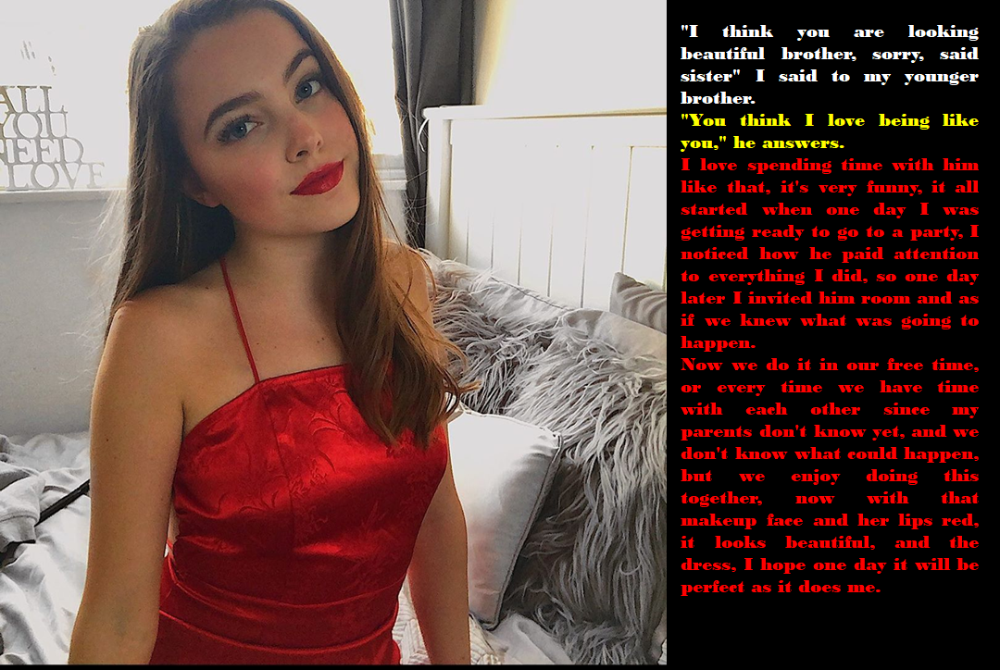 ALL
YOU
NEED
LOVE
"I think you are looking
beautiful brother, sorry, said
sister" I said to my younger
brother.
"You think I love being like
you," he answers.
I love spending time with him
like that, it's very funny, it all
started when one day I was
getting ready to go to a party, I
noticed how he paid attention
to everything I did, so one day
later I invited him room and as
if we knew what was going to
happen.
Now we do it in our free time,
or every time we have time
with each other since my
parents don't know yet, and we
don't know what could happen,
but we enjoy doing this
together, now with that
makeup face and her lips red,
it looks beautiful, and the
dress, I hope one day it will be
perfect as it does me.